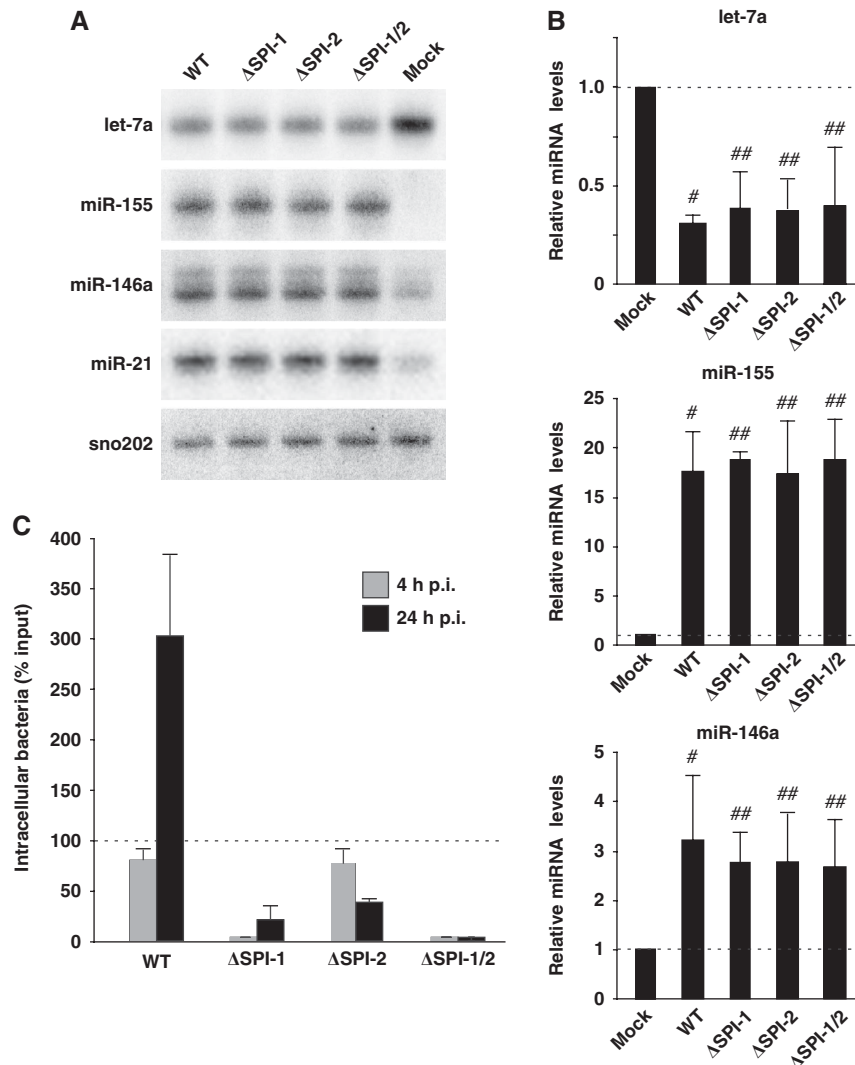 A
WT ΔSPI-1 ΔSPI-2 ΔSPI-1/2 Mock
let-7a
miR-155
miR-146a
miR-21
sno202
B
let-7a
Relative miRNA levels
1.0
0.5
0
# ## ## ##
Mock WT ΔSPI-1 ΔSPI-2 ΔSPI-1/2
miR-155
Relative miRNA levels
25
20
15
10
5
0
# ## ## ##
Mock WT ΔSPI-1 ΔSPI-2 ΔSPI-1/2
miR-146a
Relative miRNA levels
5
4
3
2
1
0
# ## ## ##
Mock WT ΔSPI-1 ΔSPI-2 ΔSPI-1/2
C
Intracellular bacteria (% input)
400
350
300
250
200
150
100
50
0
4 h p.i.
24 h p.i.
WT ΔSPI-1 ΔSPI-2 ΔSPI-1/2